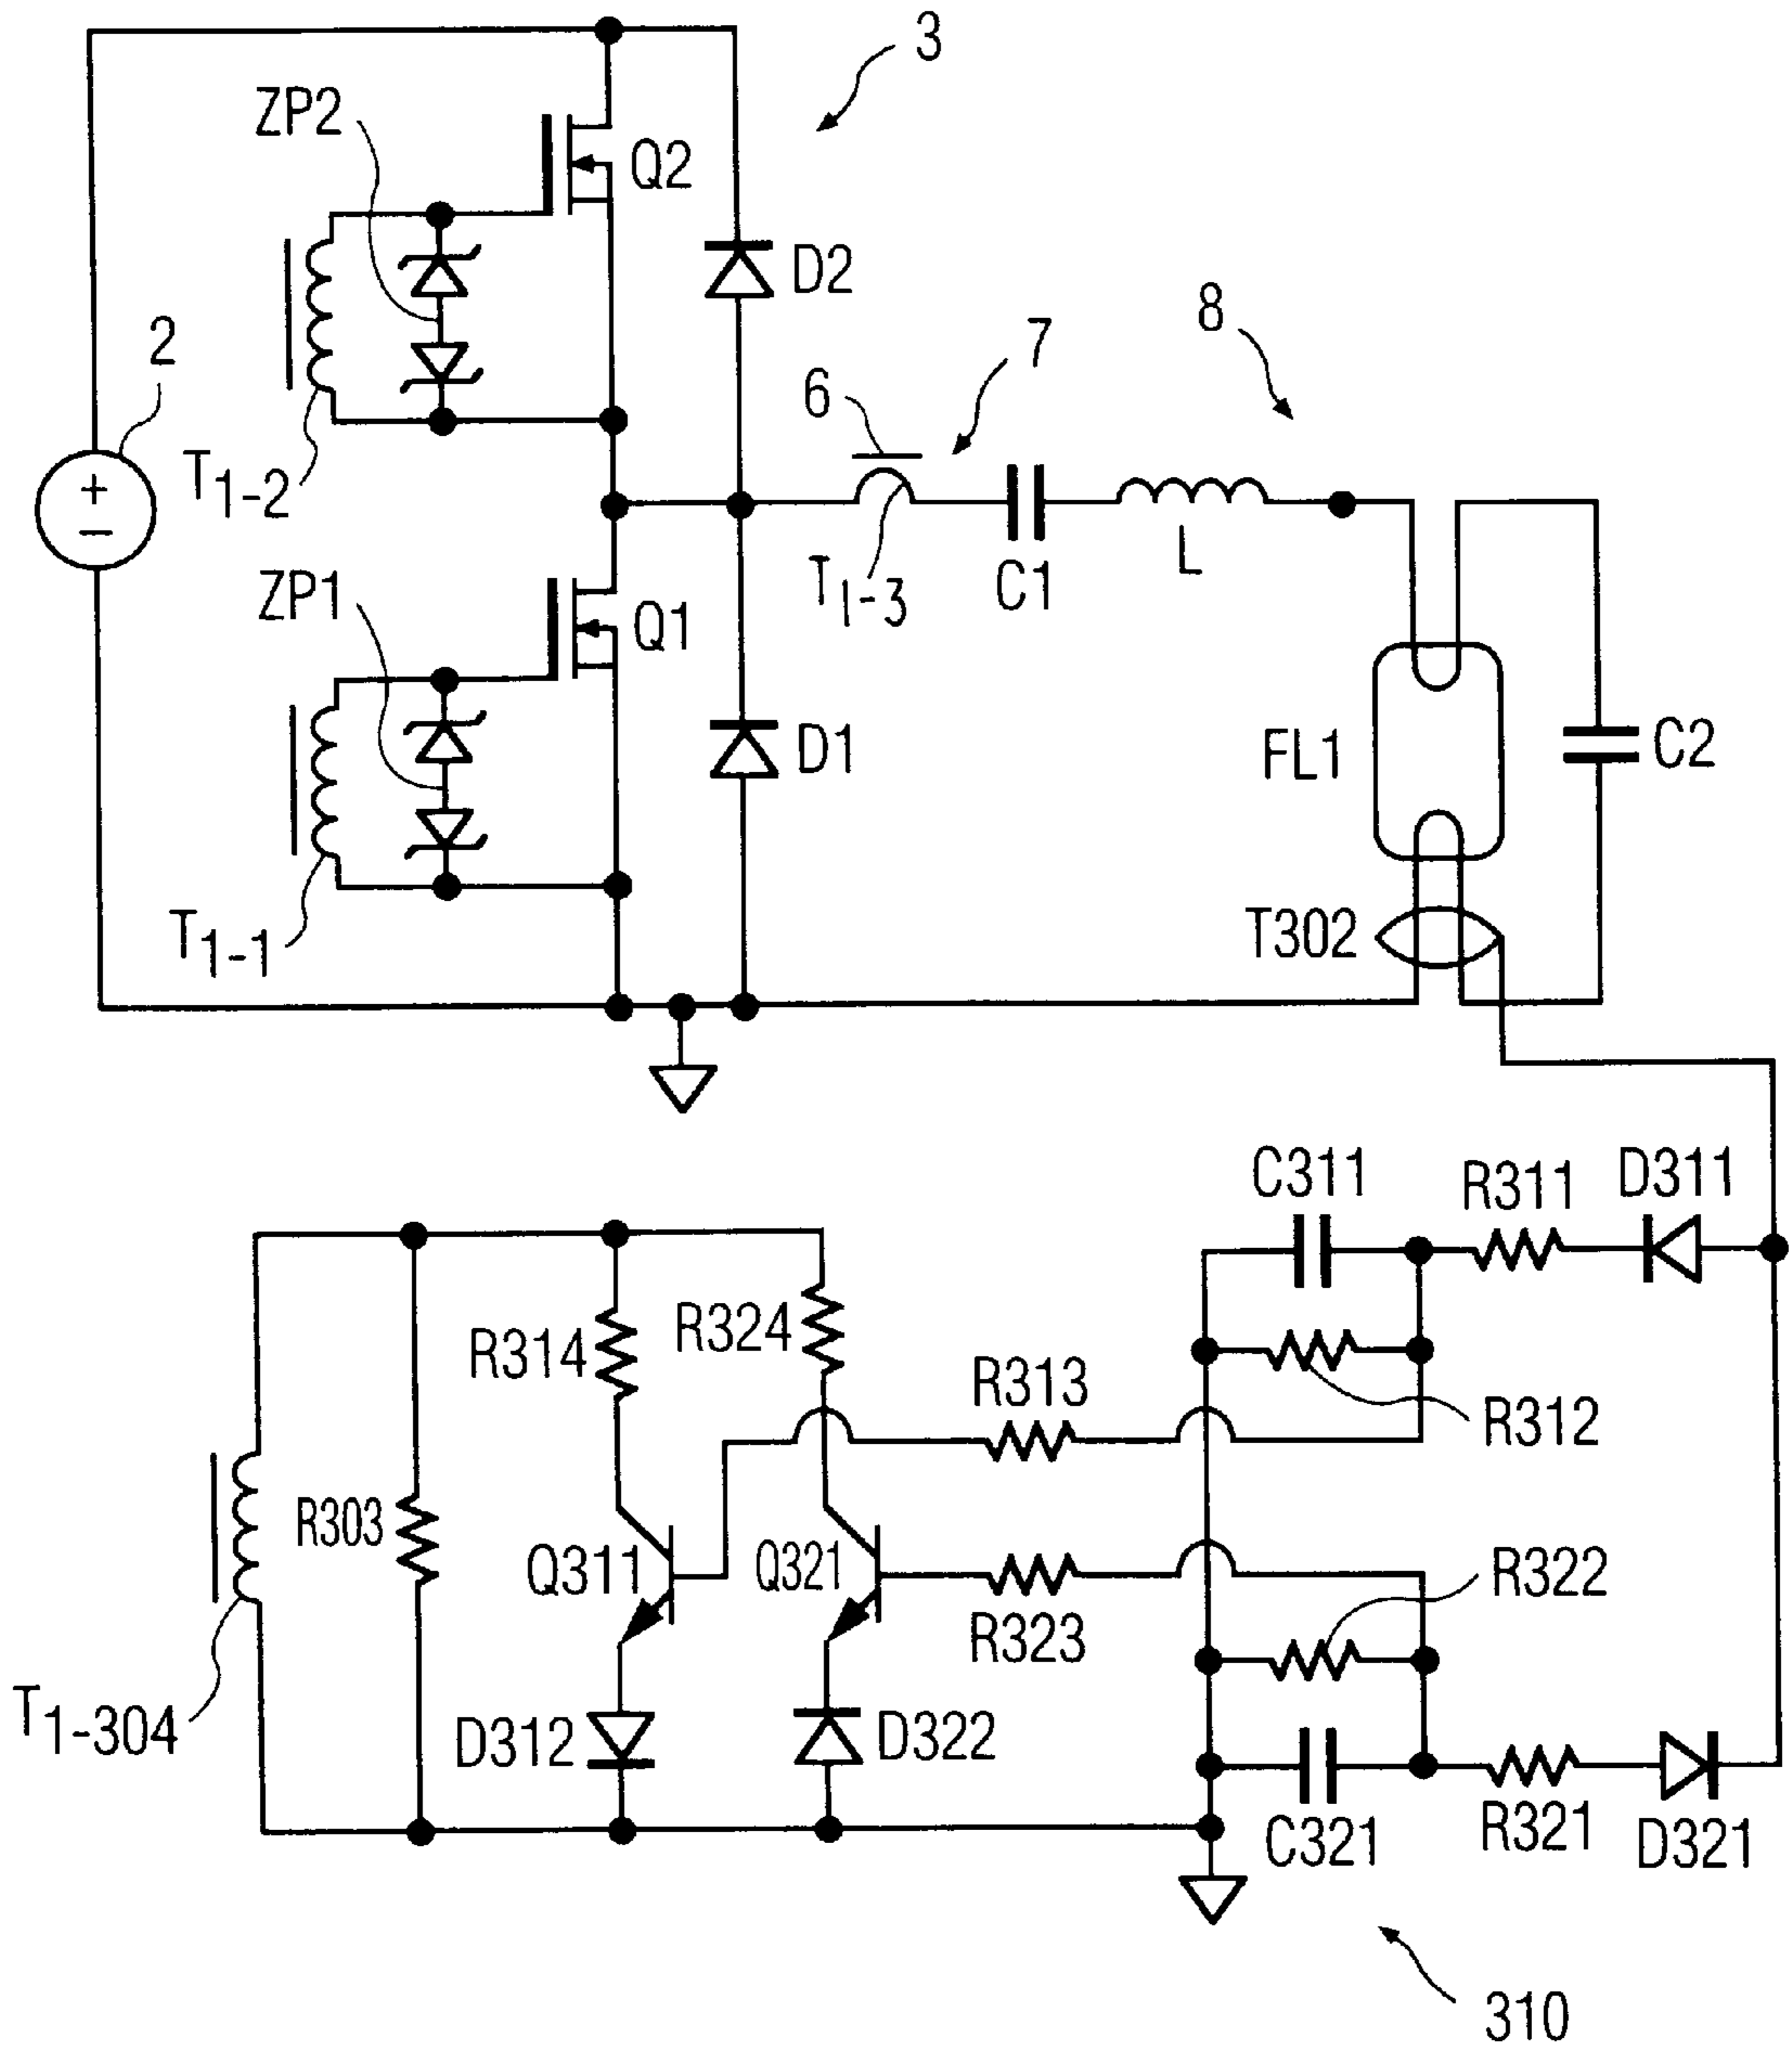 3
ZP2
Q2
D2
8
2
7
6
T1-2
ZP1
Q1
T1-3
C1
L
D1
FL1
C2
T1-1
T302
C311
R311
D311
R314
R324
R313
R312
R303
Q311
Q321
R322
R323
T1-304
D312
D322
C321
R321
D321
310
+
−